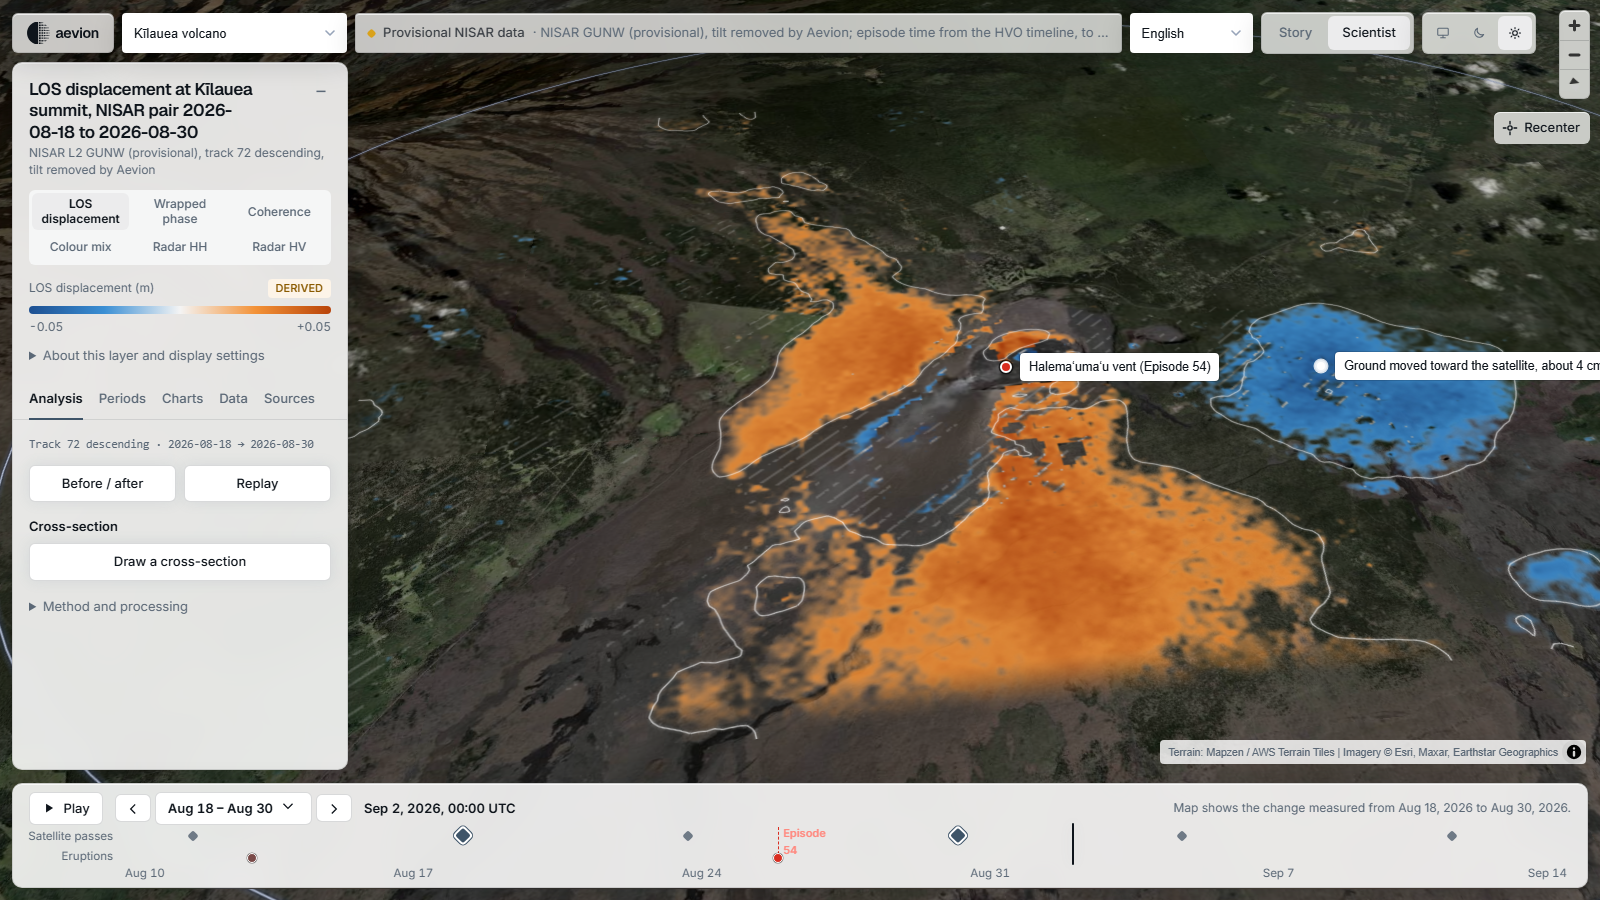 aevion
Kīlauea volcano
Provisional NISAR data · NISAR GUNW (provisional), tilt removed by Aevion; episode time from the HVO timeline, to ...
English
Story
Scientist
Recenter
LOS displacement at Kīlauea
summit, NISAR pair 2026-
08-18 to 2026-08-30
NISAR L2 GUNW (provisional), track 72 descending,
tilt removed by Aevion
LOS
displacement
Wrapped
phase
Coherence
Colour mix
Radar HH
Radar HV
LOS displacement (m)
DERIVED
-0.05
+0.05
About this layer and display settings
Analysis
Periods
Charts
Data
Sources
Track 72 descending · 2026-08-18 → 2026-08-30
Before / after
Replay
Cross-section
Draw a cross-section
Method and processing
Halemaʻumaʻu vent (Episode 54)
Ground moved toward the satellite, about 4 cm
Terrain: Mapzen / AWS Terrain Tiles | Imagery © Esri, Maxar, Earthstar Geographics
Play
Aug 18 – Aug 30
Sep 2, 2026, 00:00 UTC
Map shows the change measured from Aug 18, 2026 to Aug 30, 2026.
Satellite passes
Eruptions
Episode
54
Aug 10
Aug 17
Aug 24
Aug 31
Sep 7
Sep 14